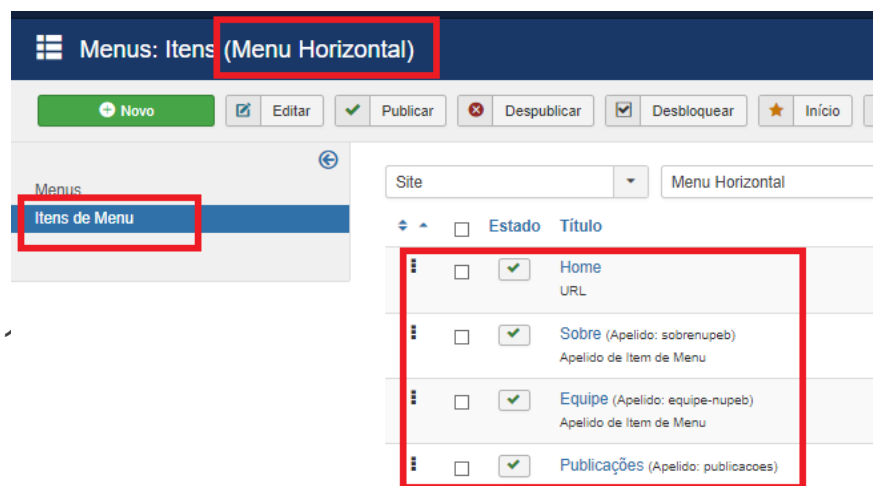 Menus: Itens (Menu Horizontal)
Novo Editar Publicar Despublicar Desbloquear Início
Menus
Itens de Menu
Site Menu Horizontal
Estado Título
Home
URL
Sobre (Apelido: sobrenupeb)
Apelido de Item de Menu
Equipe (Apelido: equipe-nupeb)
Apelido de Item de Menu
Publicações (Apelido: publicacoes)